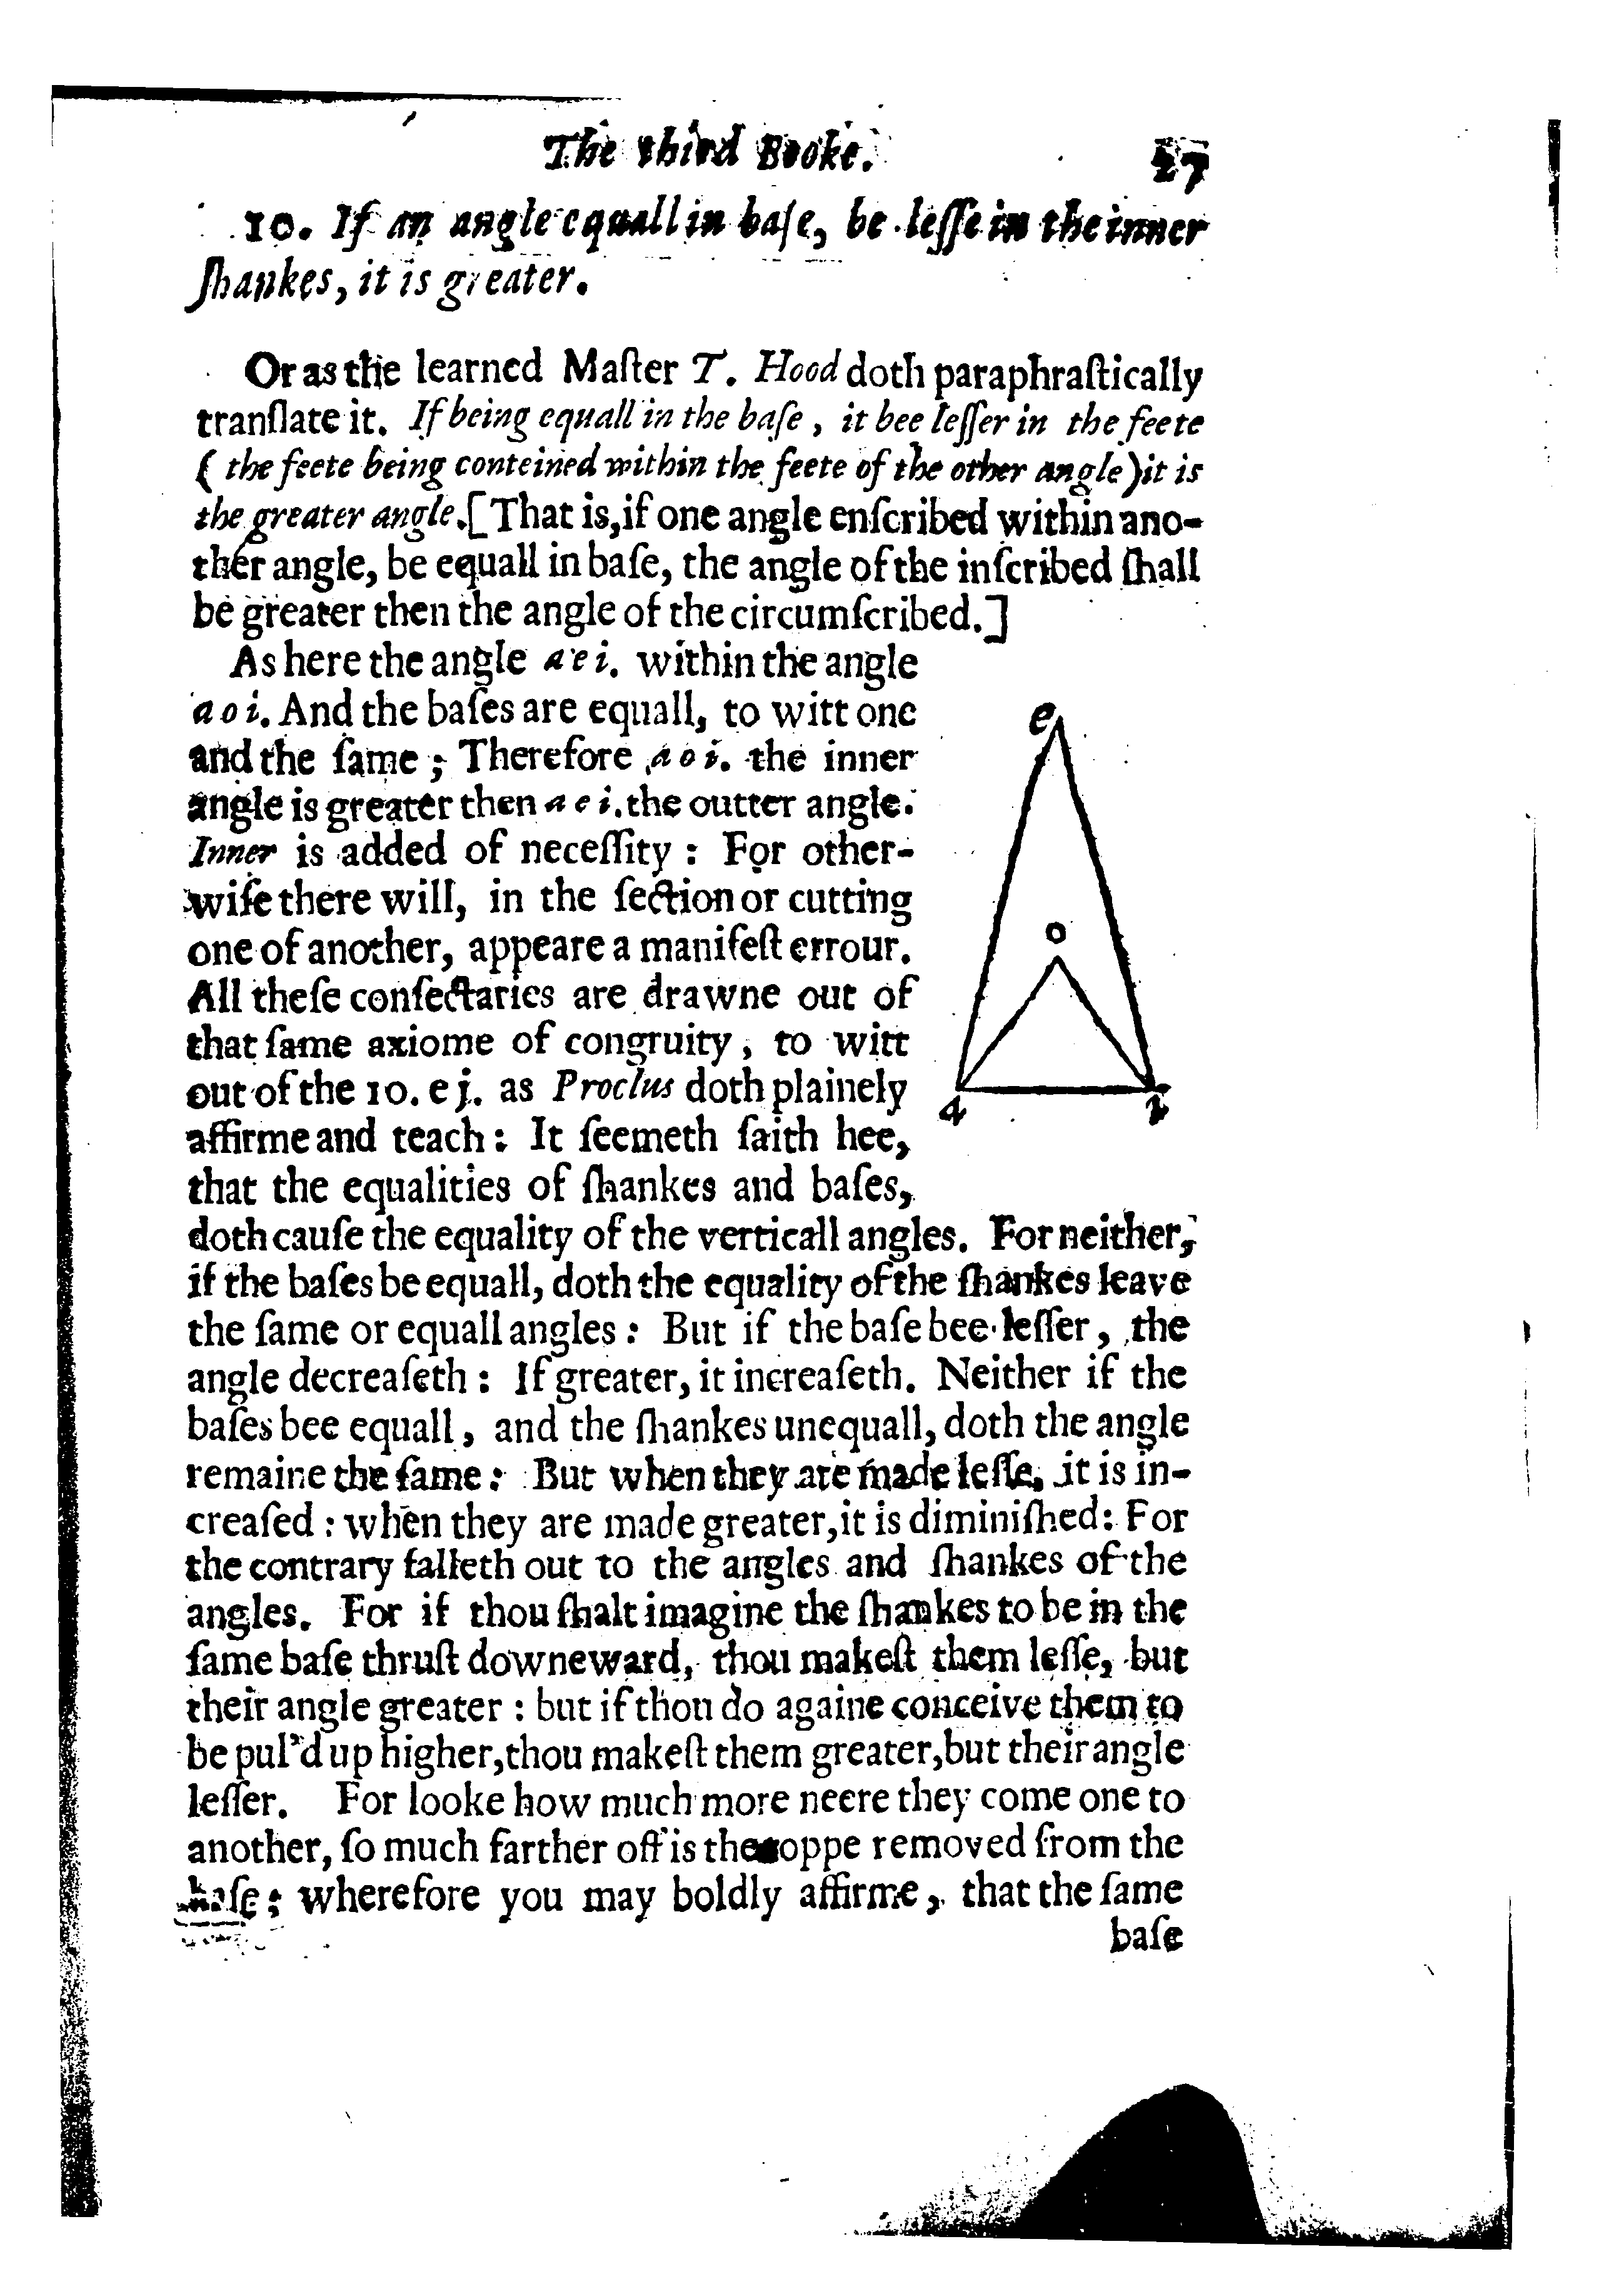 The third Booke. 27
10. If an angle equall in baſe, be leſſe in the inner
ſhankes, it is greater.
Or as the learned Maſter T. Hood doth paraphraſtically
tranſlate it. If being equall in the baſe, it bee leſſer in the feete
( the feete being conteined within the feete of the other angle) it is
the greater angle. [That is, if one angle enſcribed within ano-
ther angle, be equall in baſe, the angle of the inſcribed ſhall
be greater then the angle of the circumſcribed.]
As here the angle a e i. within the angle
a o i. And the baſes are equall, to witt one
and the ſame; Therefore a o i. the inner
angle is greater then a e i. the outter angle.
Inner is added of neceſſity: For other-
wiſe there will, in the ſection or cutting
one of another, appeare a manifeſt errour.
All theſe conſectaries are drawne out of
that ſame axiome of congruity, to witt
out of the 10. e j. as Proclus doth plainely
affirme and teach: It ſeemeth ſaith hee,
that the equalities of ſhankes and baſes,
doth cauſe the equality of the verticall angles. For neither,
if the baſes be equall, doth the equality of the ſhankes leave
the ſame or equall angles: But if the baſe bee leſſer, the
angle decreaſeth: If greater, it increaſeth. Neither if the
baſes bee equall, and the ſhankes unequall, doth the angle
remaine the ſame: But when they are made leſſe, it is in-
creaſed: when they are made greater, it is diminiſhed: For
the contrary falleth out to the angles and ſhankes of the
angles. For if thou ſhalt imagine the ſhankes to be in the
ſame baſe thruſt downeward, thou makeſt them leſſe, but
their angle greater: but if thou do againe conceive them to
be pul'd up higher, thou makeſt them greater, but their angle
leſſer. For looke how much more neere they come one to
another, ſo much farther off is the toppe removed from the
baſe; wherefore you may boldly affirme, that the ſame
baſe
e
o
a i